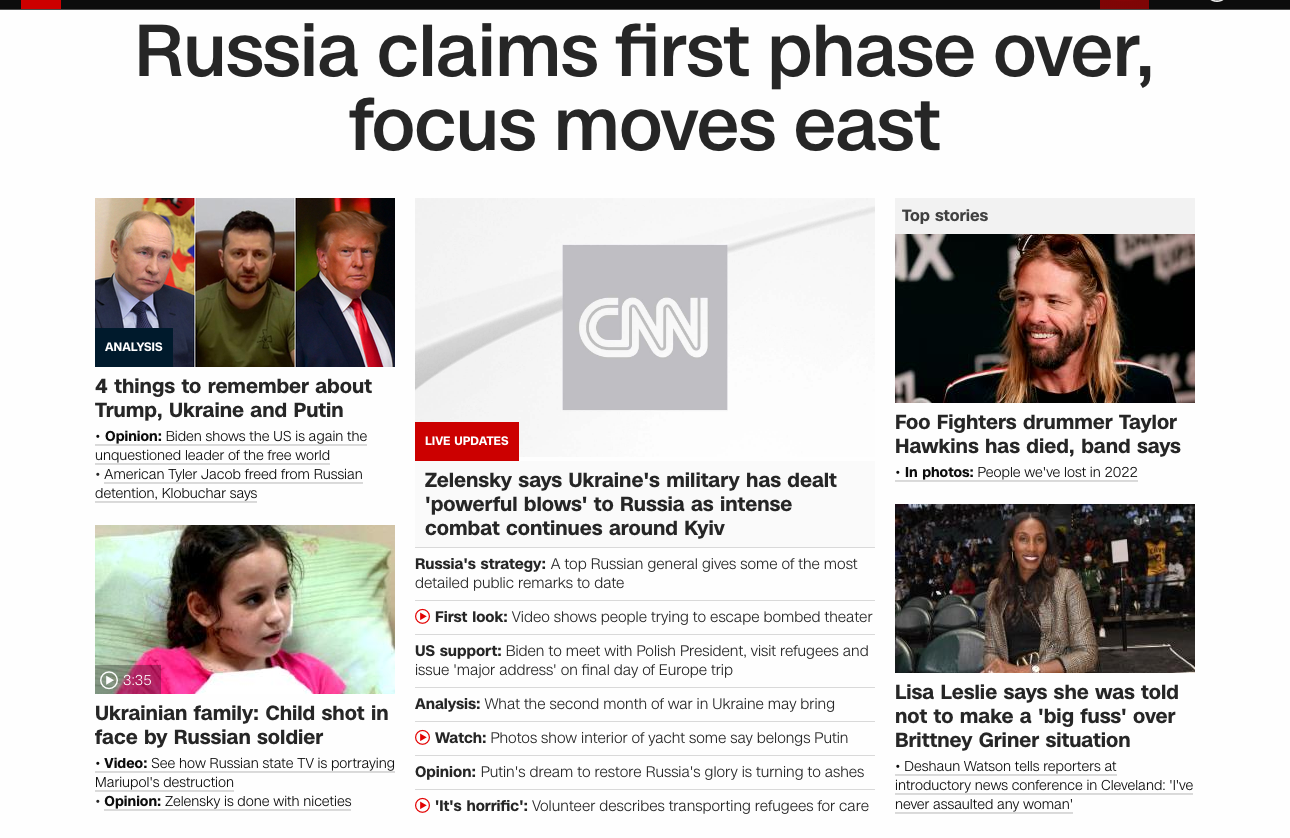 Russia claims first phase over,
focus moves east
ANALYSIS
4 things to remember about
Trump, Ukraine and Putin
• Opinion: Biden shows the US is again the
unquestioned leader of the free world
• American Tyler Jacob freed from Russian
detention, Klobuchar says
3:35
Ukrainian family: Child shot in
face by Russian soldier
• Video: See how Russian state TV is portraying
Mariupol's destruction
• Opinion: Zelensky is done with niceties
CNN
LIVE UPDATES
Zelensky says Ukraine's military has dealt
'powerful blows' to Russia as intense
combat continues around Kyiv
Russia's strategy: A top Russian general gives some of the most
detailed public remarks to date
First look: Video shows people trying to escape bombed theater
US support: Biden to meet with Polish President, visit refugees and
issue 'major address' on final day of Europe trip
Analysis: What the second month of war in Ukraine may bring
Watch: Photos show interior of yacht some say belongs Putin
Opinion: Putin's dream to restore Russia's glory is turning to ashes
'It's horrific': Volunteer describes transporting refugees for care
Top stories
Foo Fighters drummer Taylor
Hawkins has died, band says
• In photos: People we've lost in 2022
Lisa Leslie says she was told
not to make a 'big fuss' over
Brittney Griner situation
• Deshaun Watson tells reporters at
introductory news conference in Cleveland: 'I've
never assaulted any woman'